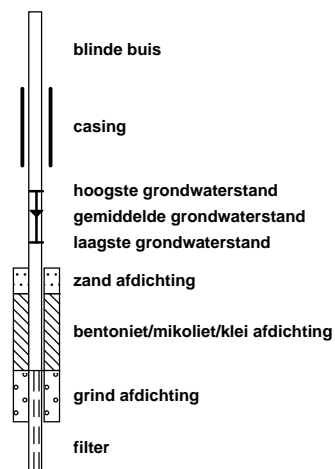 blinde buis
casing
hoogste grondwaterstand
gemiddelde grondwaterstand
laagste grondwaterstand
zand afdichting
bentoniet/mikoliet/klei afdichting
grind afdichting
filter